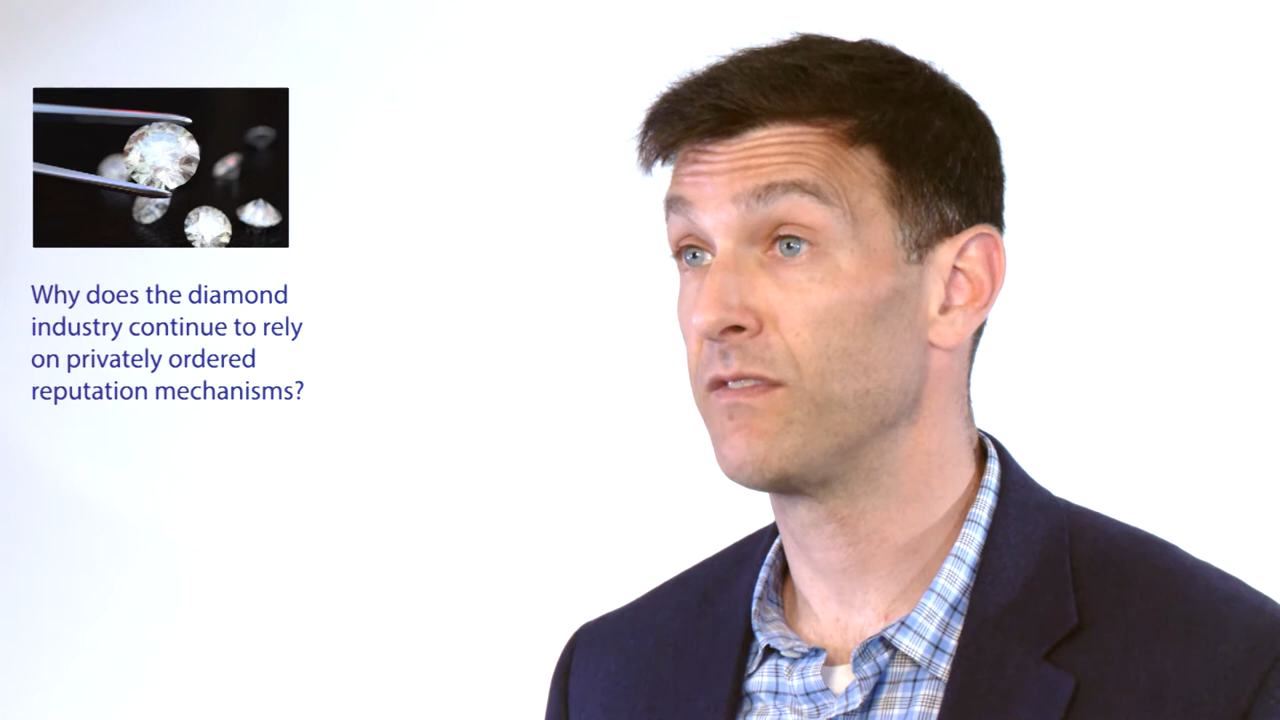 Why does the diamond
industry continue to rely
on privately ordered
reputation mechanisms?